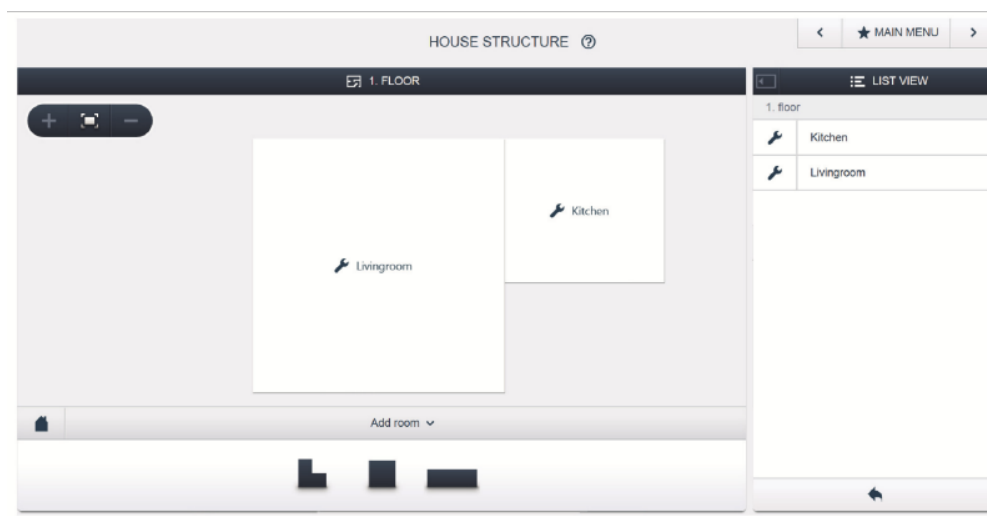 HOUSE STRUCTURE ?
MAIN MENU
1. FLOOR
LIST VIEW
1. floor
Kitchen
Livingroom
Kitchen
Livingroom
Add room